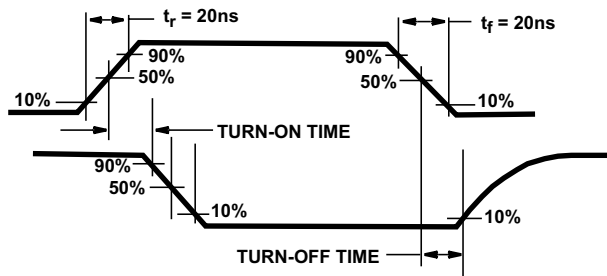 tr = 20ns
tf = 20ns
90%
90%
50%
50%
10%
10%
TURN-ON TIME
90%
50%
10%
10%
TURN-OFF TIME